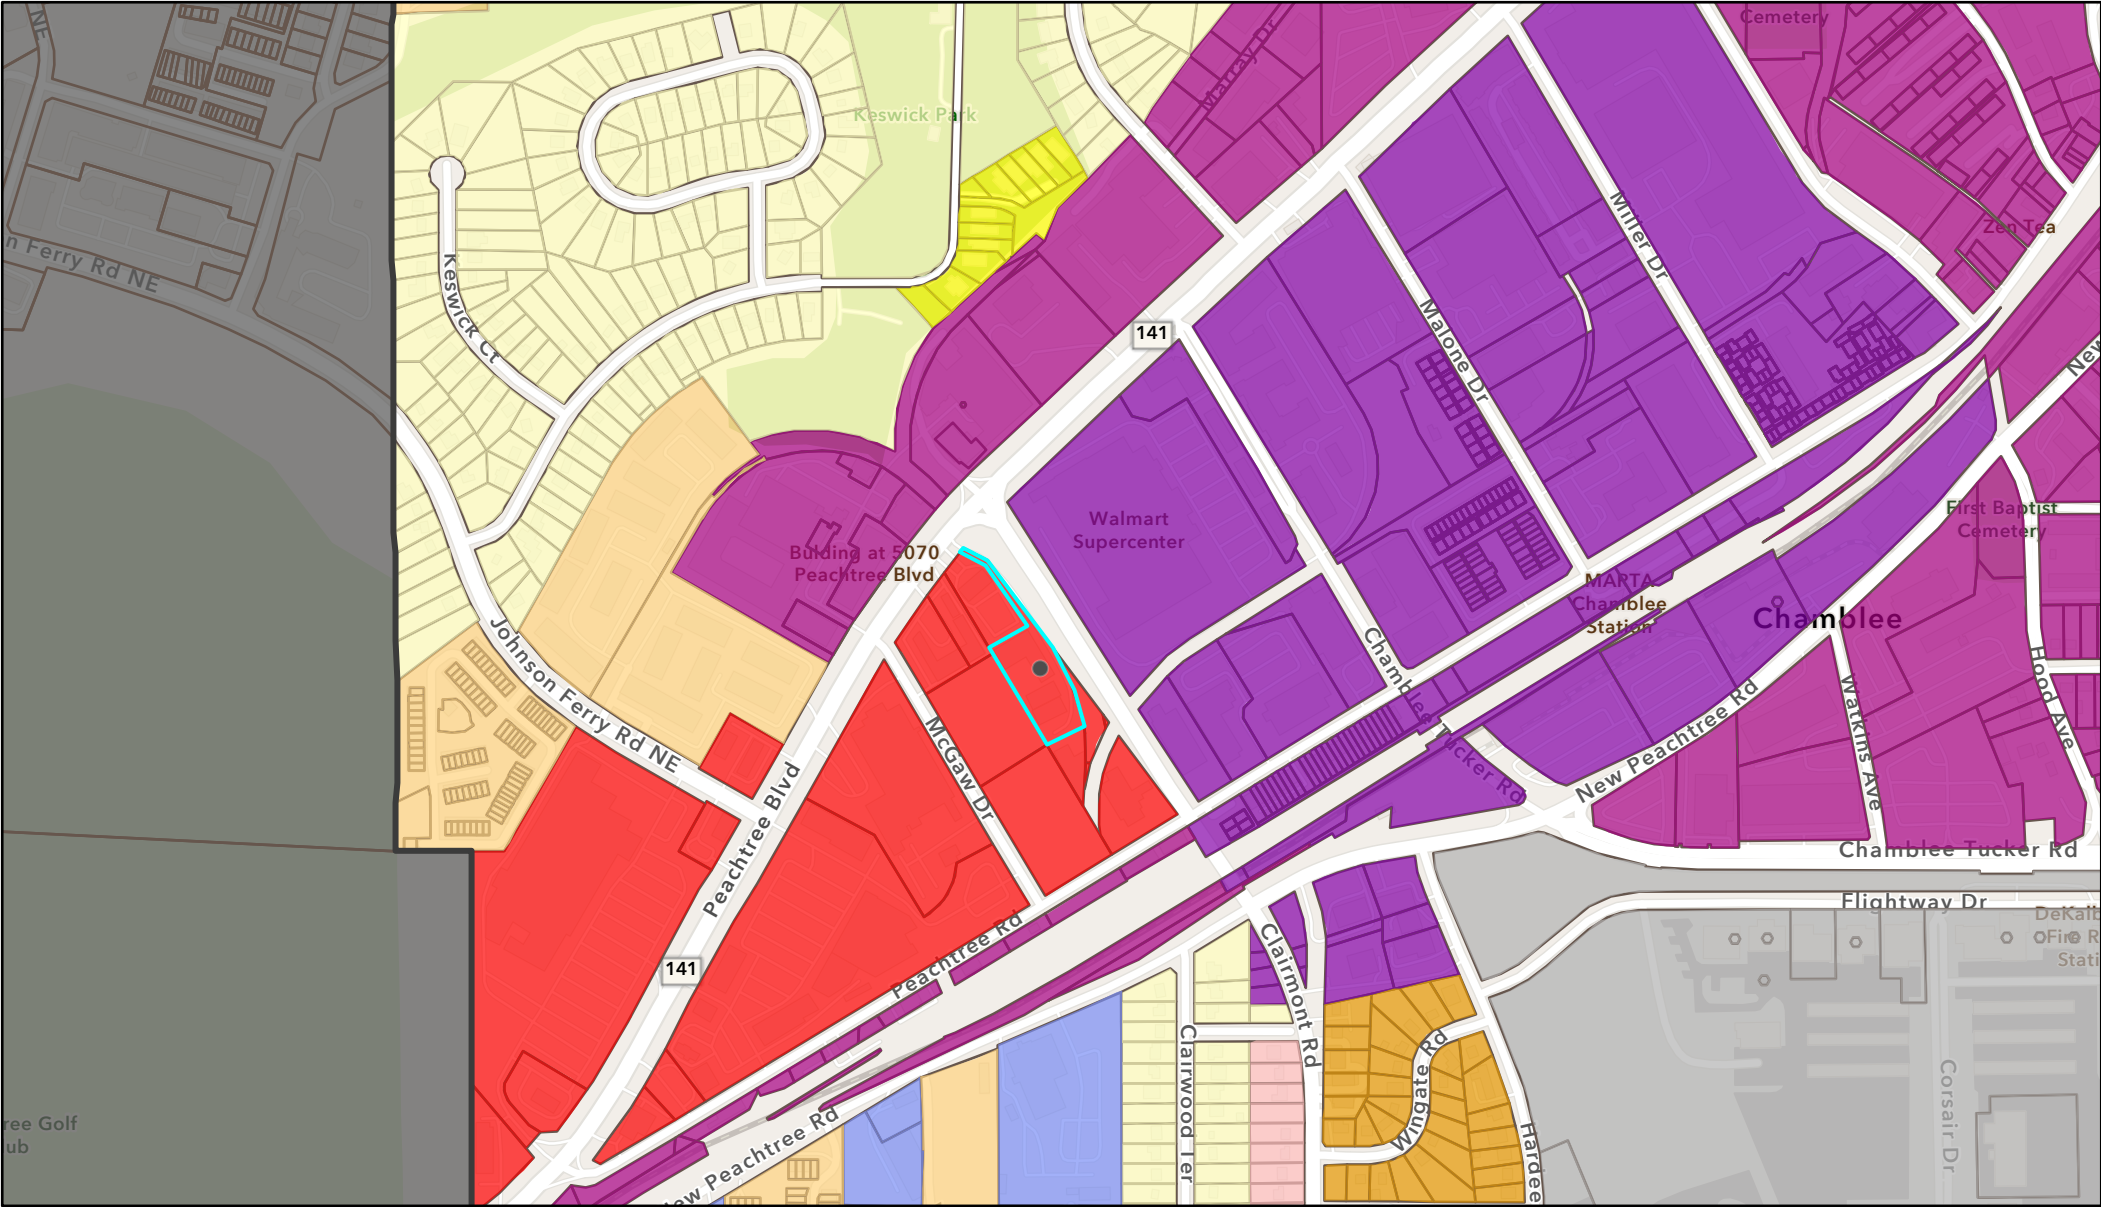 NE
Cemetery
Murray Dr
Keswick Park
Miller Dr
Zen Tea
n Ferry Rd NE
Keswick Ct
141
Malone Dr
New
Walmart
Supercenter
First Baptist
Cemetery
Bulding at 5070
Peachtree Blvd
MARTA
Chamblee
Station
Chamblee
Johnson Ferry Rd NE
Chamblee Tucker Rd
New Peachtree Rd
Watkins Ave
Hood Ave
McGaw Dr
Peachtree Blvd
Chamblee Tucker Rd
Flightway Dr
DeKalb
Fire R
Stati
Peachtree Rd
141
Clairmont Rd
Clairwood Ter
Wingate Rd
Hardee
Corsair Dr
ree Golf
ub
ew Peachtree Rd